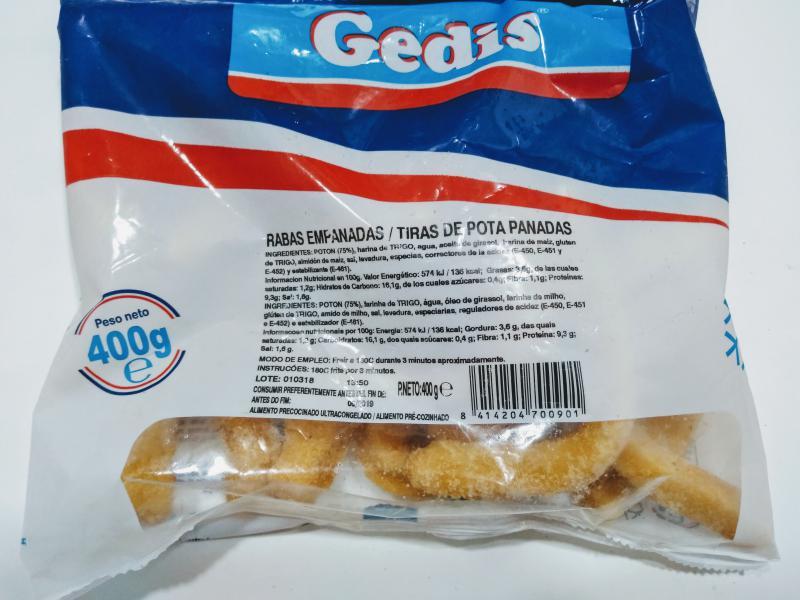 Gedis
RABAS EMPANADAS / TIRAS DE POTA PANADAS
INGREDIENTES: POTON (75%), harina de TRIGO, agua, aceite de girasol, harina de maiz, gluten
de TRIGO, almidón de maiz, sal, levadura, especias, correctores de la acidez (E-450, E-451 y
E-452) y estabilizante (E-461).
Informacion Nutricional en 100g. Valor Energético: 574 kJ / 136 kcal; Grasas: 3,6g, de las cuales
saturadas: 1,2g; Hidratos de Carbono: 16,1g, de los cuales azúcares: 0,4g; Fibra: 1,1g; Proteínas:
9,3g; Sal: 1,6g.
INGREDIENTES: POTON (75%), farinha de TRIGO, água, óleo de girassol, farinha de milho,
glúten de TRIGO, amido de milho, sal, levedura, especiarias, reguladores de acidez (E-450, E-451
e E-452) e estabilizador (E-461).
Informacoes nutricionais por 100g: Energia: 574 kJ / 136 kcal; Gordura: 3,6 g, das quais
saturadas: 1,2 g; Carboidratos: 16,1 g, dos quais açúcares: 0,4 g; Fibra: 1,1 g; Proteína: 9,3 g;
Sal: 1,6 g.
MODO DE EMPLEO: Freir a 180C durante 3 minutos aproximadamente.
INSTRUCÕES: 180C frite por 3 minutos.
LOTE: 010318 13:50
CONSUMIR PREFERENTEMENTE ANTES DEL FIN DE:
ANTES DO FIM:
P.NETO:400 g e
ALIMENTO PRECOCINADO ULTRACONGELADO / ALIMENTO PRÉ-COZINHADO
8 414204 700901
Peso neto
400g
e